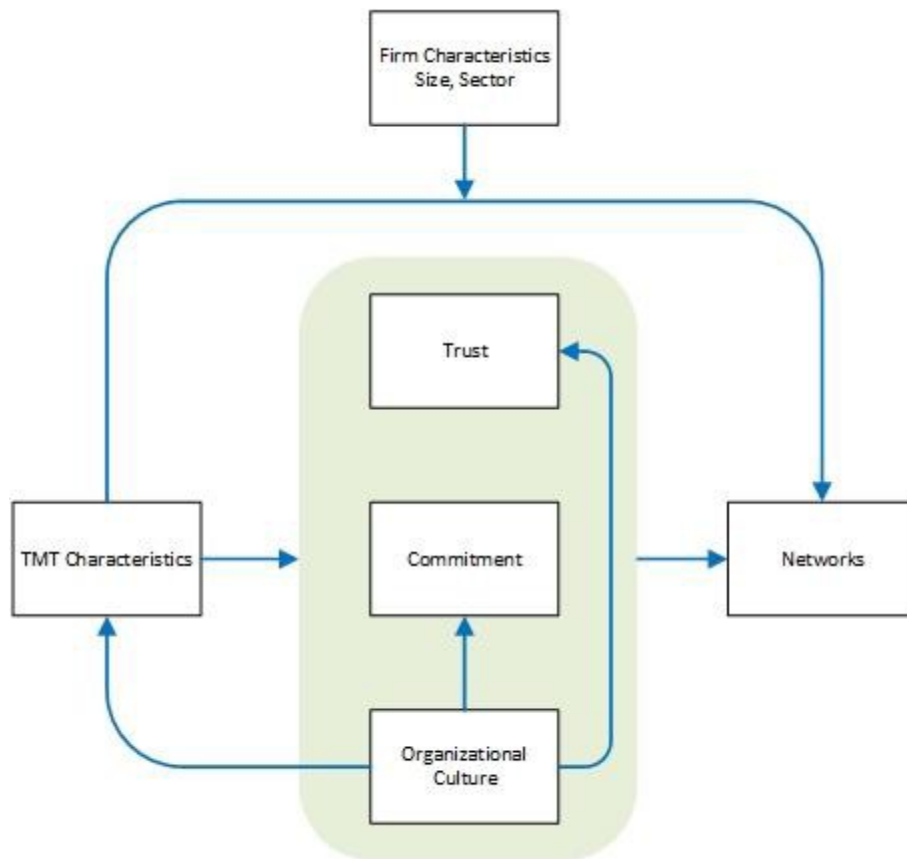 Firm Characteristics
Size, Sector
Trust
TMT Characteristics
Commitment
Networks
Organizational
Culture